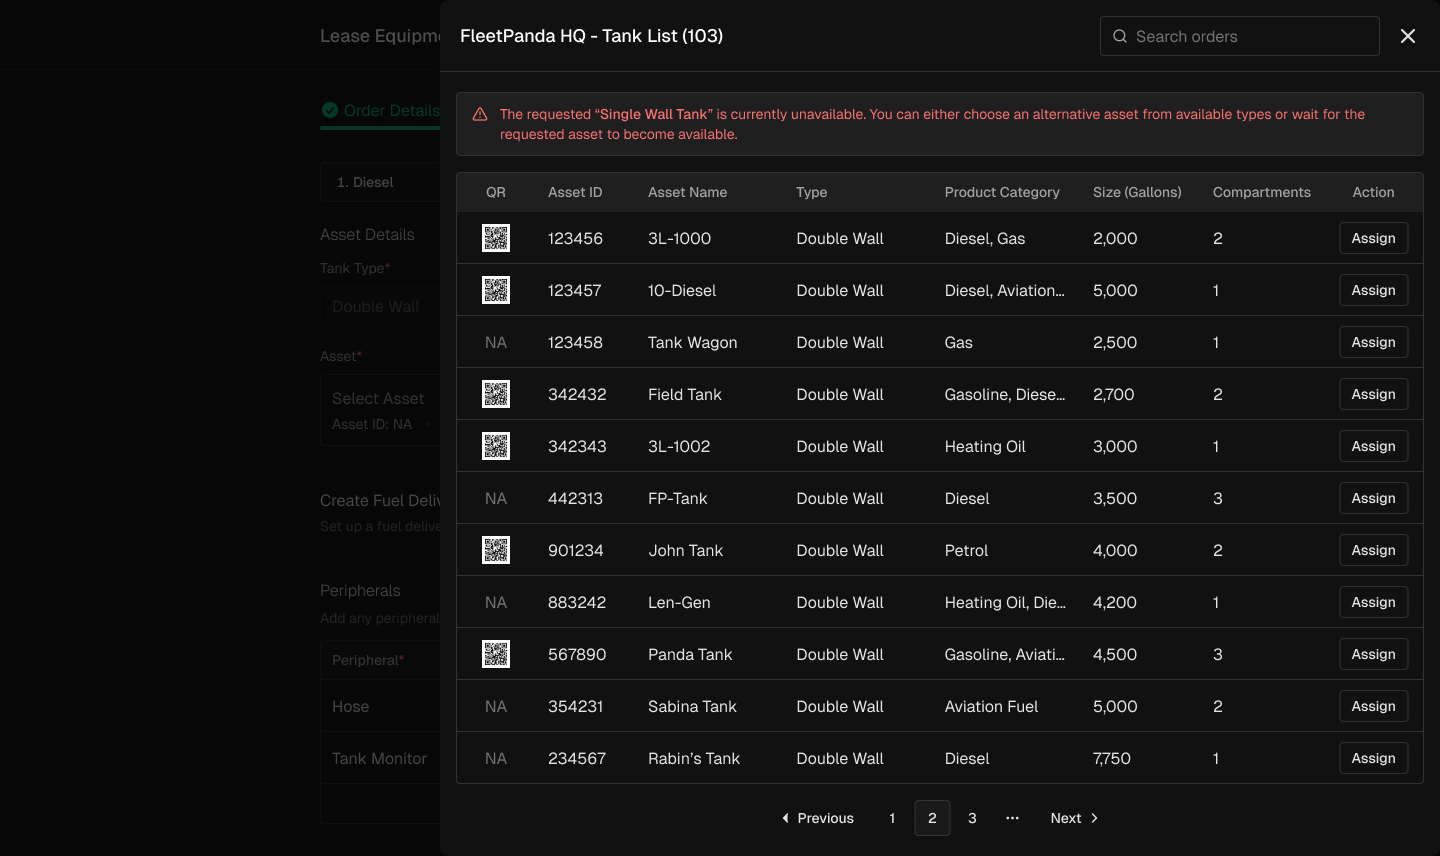 Lease Equipm
FleetPanda HQ - Tank List (103)
Search orders
Order Details
1. Diesel
Asset Details
Tank Type*
Double Wall
Asset*
Select Asset
Asset ID: NA
Create Fuel Deliv
Set up a fuel delive
Peripherals
Add any peripheral
Peripheral*
Hose
Tank Monitor
The requested “Single Wall Tank” is currently unavailable. You can either choose an alternative asset from available types or wait for the
requested asset to become available.
QR Asset ID Asset Name Type Product Category Size (Gallons) Compartments Action
123456 3L-1000 Double Wall Diesel, Gas 2,000 2 Assign
123457 10-Diesel Double Wall Diesel, Aviation... 5,000 1 Assign
NA 123458 Tank Wagon Double Wall Gas 2,500 1 Assign
342432 Field Tank Double Wall Gasoline, Diese... 2,700 2 Assign
342343 3L-1002 Double Wall Heating Oil 3,000 1 Assign
NA 442313 FP-Tank Double Wall Diesel 3,500 3 Assign
901234 John Tank Double Wall Petrol 4,000 2 Assign
NA 883242 Len-Gen Double Wall Heating Oil, Die... 4,200 1 Assign
567890 Panda Tank Double Wall Gasoline, Aviati... 4,500 3 Assign
NA 354231 Sabina Tank Double Wall Aviation Fuel 5,000 2 Assign
NA 234567 Rabin’s Tank Double Wall Diesel 7,750 1 Assign
Previous 1 2 3 ••• Next